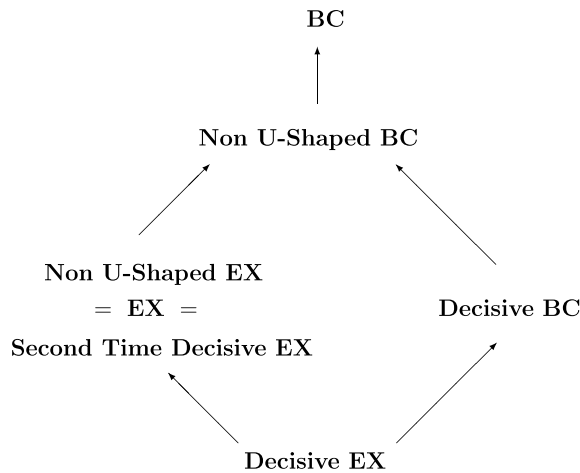 BC
Non U-Shaped BC
Non U-Shaped EX
= EX =
Second Time Decisive EX
Decisive BC
Decisive EX